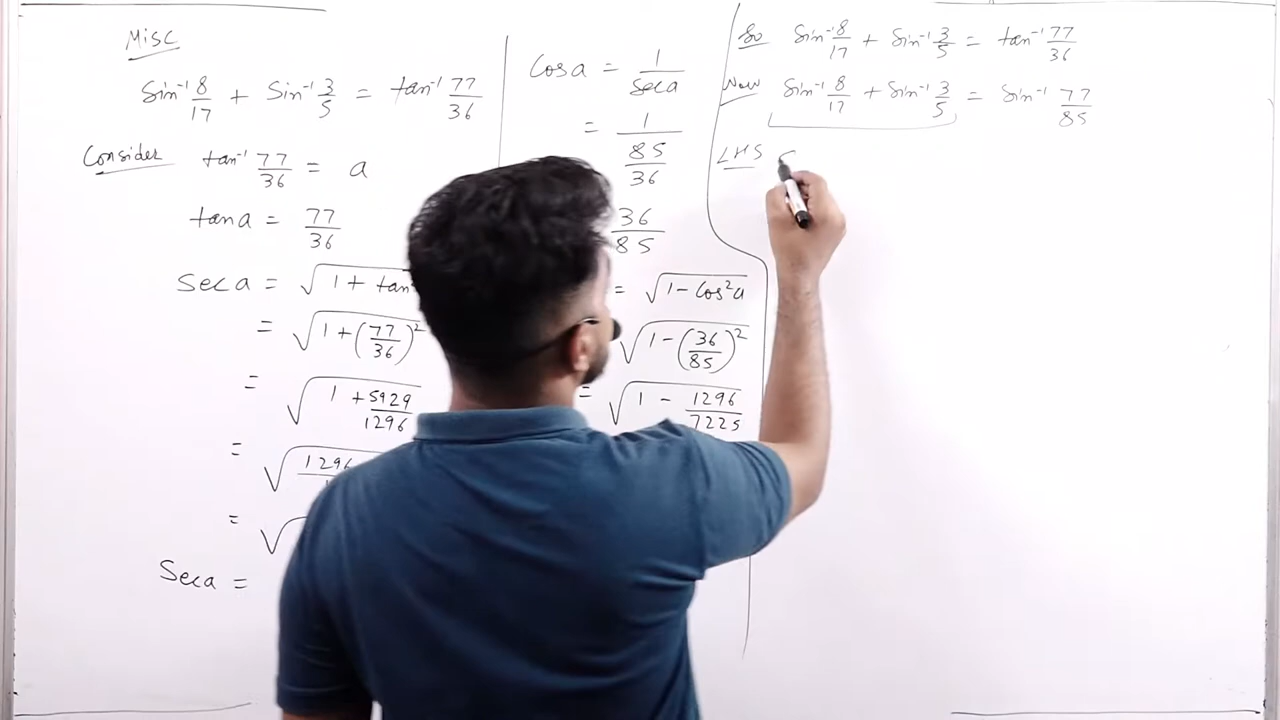 Misc
Sin⁻¹ 8/17 + Sin⁻¹ 3/5 = tan⁻¹ 77/36
Consider tan⁻¹ 77/36 = a
tan a = 77/36
Sec a = √(1 + tan
= √(1 + (77/36)²)
= √(1 + 5929/1296)
= √(1296
= √
Sec a =
Cos a = 1/Sec a
= 1/(85/36)
36/85
= √(1 - Cos²a)
√(1 - (36/85)²)
= √(1 - 1296/7225)
So Sin⁻¹ 8/17 + Sin⁻¹ 3/5 = tan⁻¹ 77/36
Now Sin⁻¹ 8/17 + Sin⁻¹ 3/5 = Sin⁻¹ 77/85
LHS